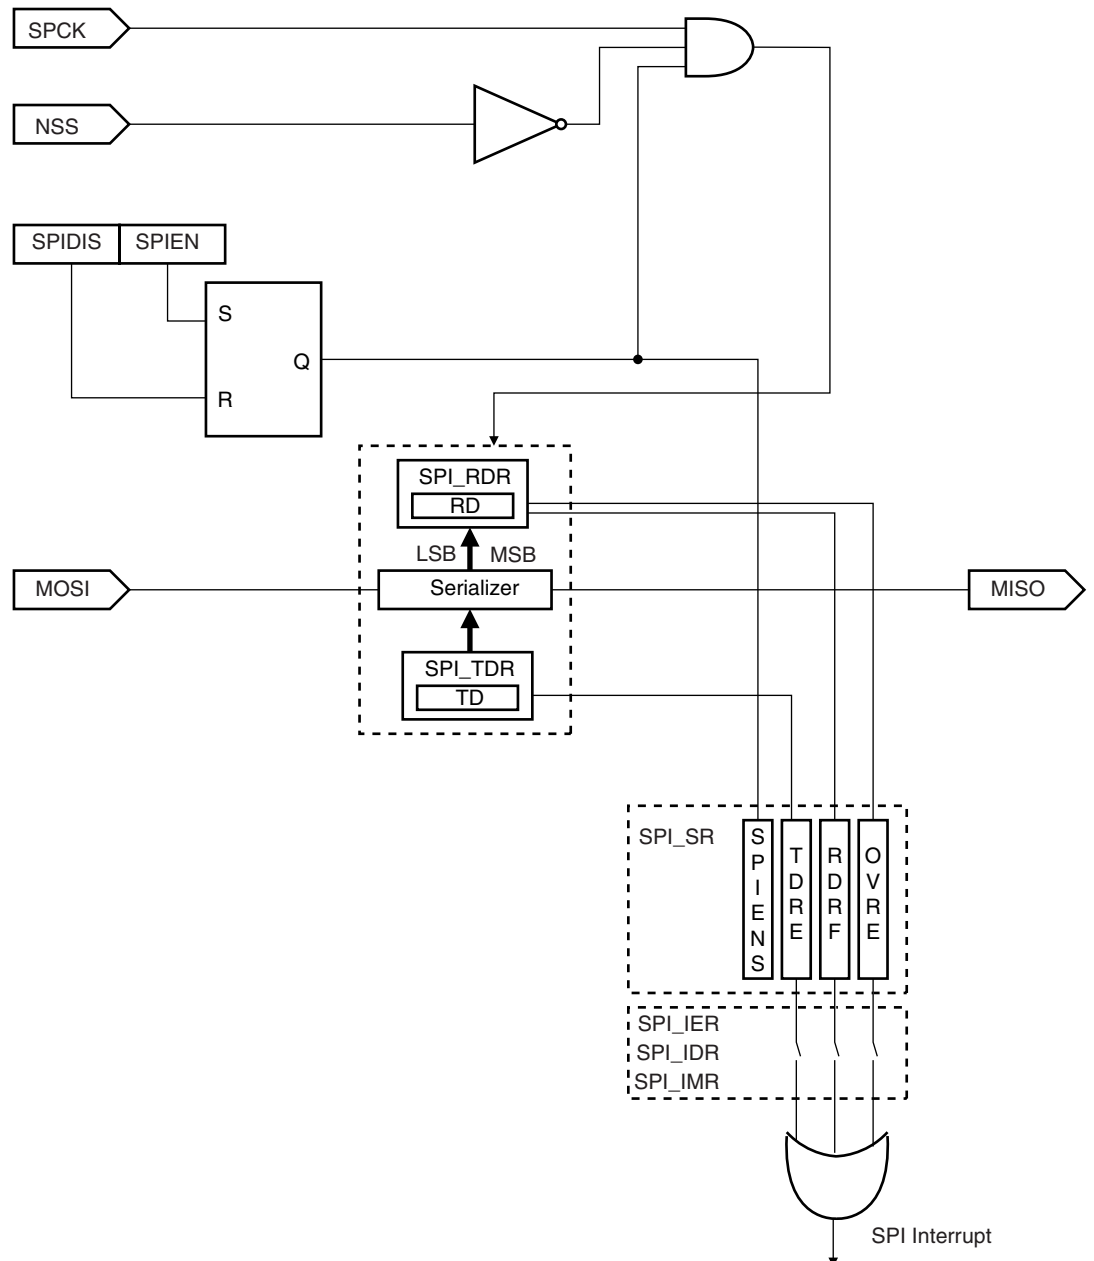 SPCK
NSS
SPIDIS SPIEN
S
Q
R
SPI_RDR
RD
LSB MSB
MOSI
Serializer
MISO
SPI_TDR
TD
SPI_SR
SPIENS
TDRE
RDRF
OVRE
SPI_IER
SPI_IDR
SPI_IMR
SPI Interrupt